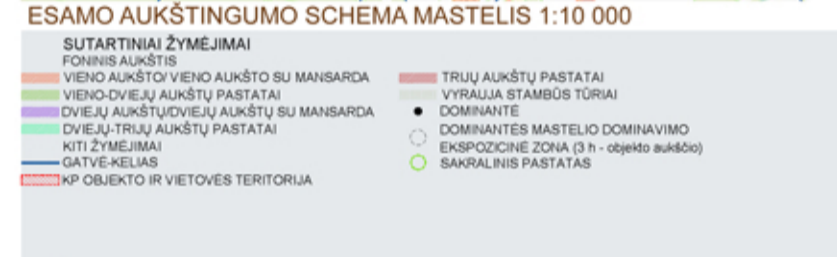 ESAMO AUKŠTINGUMO SCHEMA MASTELIS 1:10 000
SUTARTINIAI ŽYMĖJIMAI
FONINIS AUKŠTIS
VIENO AUKŠTO/ VIENO AUKŠTO SU MANSARDA
VIENO-DVIEJŲ AUKŠTŲ PASTATAI
DVIEJŲ AUKŠTŲ/DVIEJŲ AUKŠTŲ SU MANSARDA
DVIEJŲ-TRIJŲ AUKŠTŲ PASTATAI
KITI ŽYMĖJIMAI
GATVĖ-KELIAS
KP OBJEKTO IR VIETOVĖS TERITORIJA
TRIJŲ AUKŠTŲ PASTATAI
VYRAUJA STAMBŪS TŪRIAI
DOMINANTĖ
DOMINANTĖS MASTELIO DOMINAVIMO
EKSPOZICINĖ ZONA (3 h - objekto aukščio)
SAKRALINIS PASTATAS